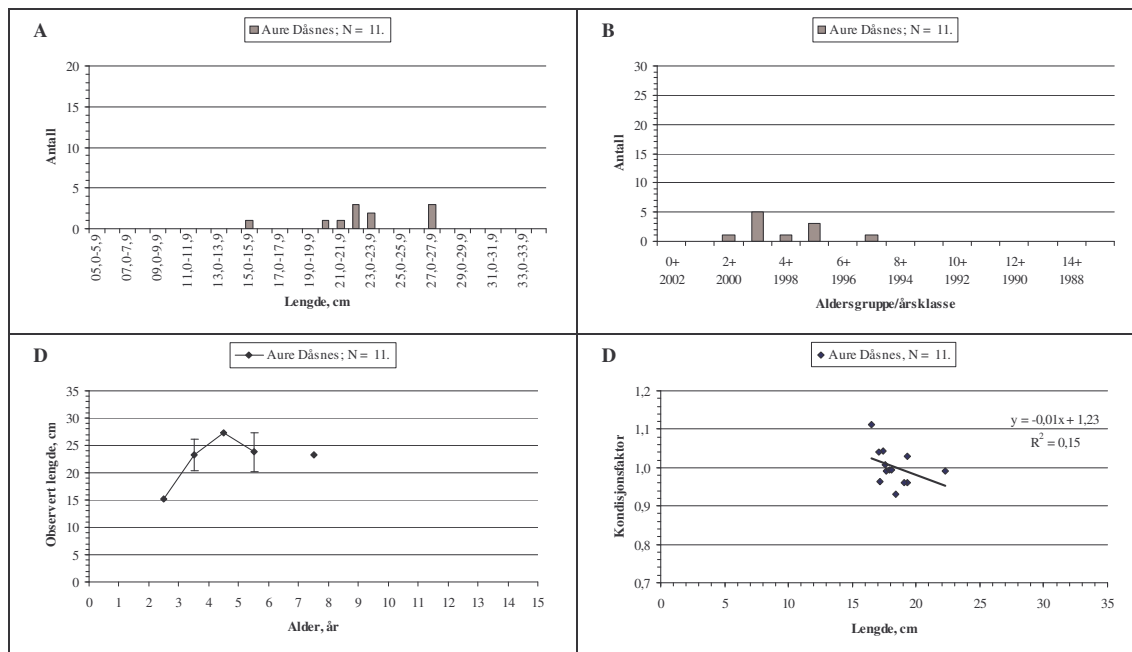 A
Aure Dåsnes; N = 11.
Antall
20
15
10
5
0
05,0-5,9
07,0-7,9
09,0-9,9
11,0-11,9
13,0-13,9
15,0-15,9
17,0-17,9
19,0-19,9
21,0-21,9
23,0-23,9
25,0-25,9
27,0-27,9
29,0-29,9
31,0-31,9
33,0-33,9
Lengde, cm
B
Aure Dåsnes; N = 11.
Antall
30
25
20
15
10
5
0
0+ 2+ 4+ 6+ 8+ 10+ 12+ 14+
2002 2000 1998 1996 1994 1992 1990 1988
Aldersgruppe/årsklasse
D
Aure Dåsnes; N = 11.
Observert lengde, cm
35
30
25
20
15
10
5
0
0 1 2 3 4 5 6 7 8 9 10 11 12 13 14 15
Alder, år
D
Aure Dåsnes, N = 11.
Kondisjonsfaktor
1,2
1,1
1,0
0,9
0,8
0,7
y = -0,01x + 1,23
R² = 0,15
0 5 10 15 20 25 30 35
Lengde, cm